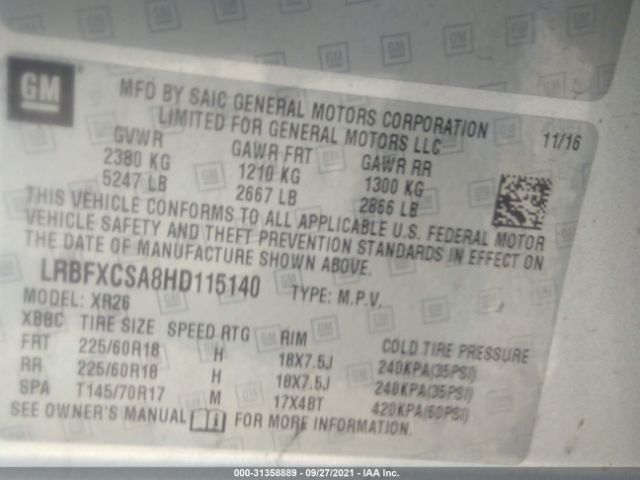 GM
MFD BY SAIC GENERAL MOTORS CORPORATION
LIMITED FOR GENERAL MOTORS LLC
GVWR GAWR FRT GAWR RR 11/16
2380 KG 1210 KG 1300 KG
5247 LB 2667 LB 2866 LB
THIS VEHICLE CONFORMS TO ALL APPLICABLE U.S. FEDERAL MOTOR
VEHICLE SAFETY AND THEFT PREVENTION STANDARDS IN EFFECT ON
THE DATE OF MANUFACTURE SHOWN ABOVE.
LRBFXCSA8HD115140 TYPE: M.P.V.
MODEL: XR26
XBBC TIRE SIZE SPEED RTG RIM COLD TIRE PRESSURE
FRT 225/60R18 H 18X7.5J 240KPA(35PSI)
RR 225/60R18 H 18X7.5J 240KPA(35PSI)
SPA T145/70R17 M 17X4BT 420KPA(60PSI)
SEE OWNER'S MANUAL FOR MORE INFORMATION.
000-31358889 - 09/27/2021 - IAA Inc.